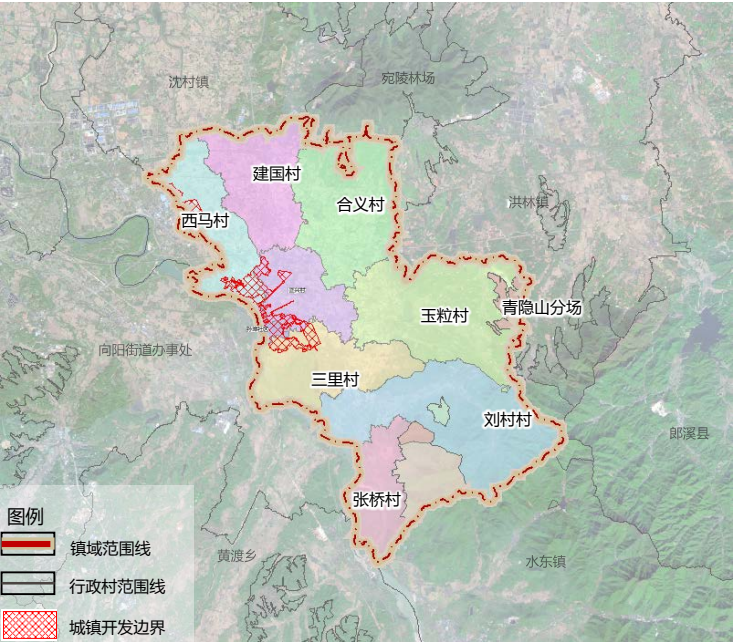 沈村镇
宛陵林场
建国村
合义村
洪林镇
西马村
玉粒村
青隐山分场
向阳街道办事处
三里村
刘村村
郎溪县
张桥村
黄渡乡
水东镇
图例
镇域范围线
行政村范围线
城镇开发边界